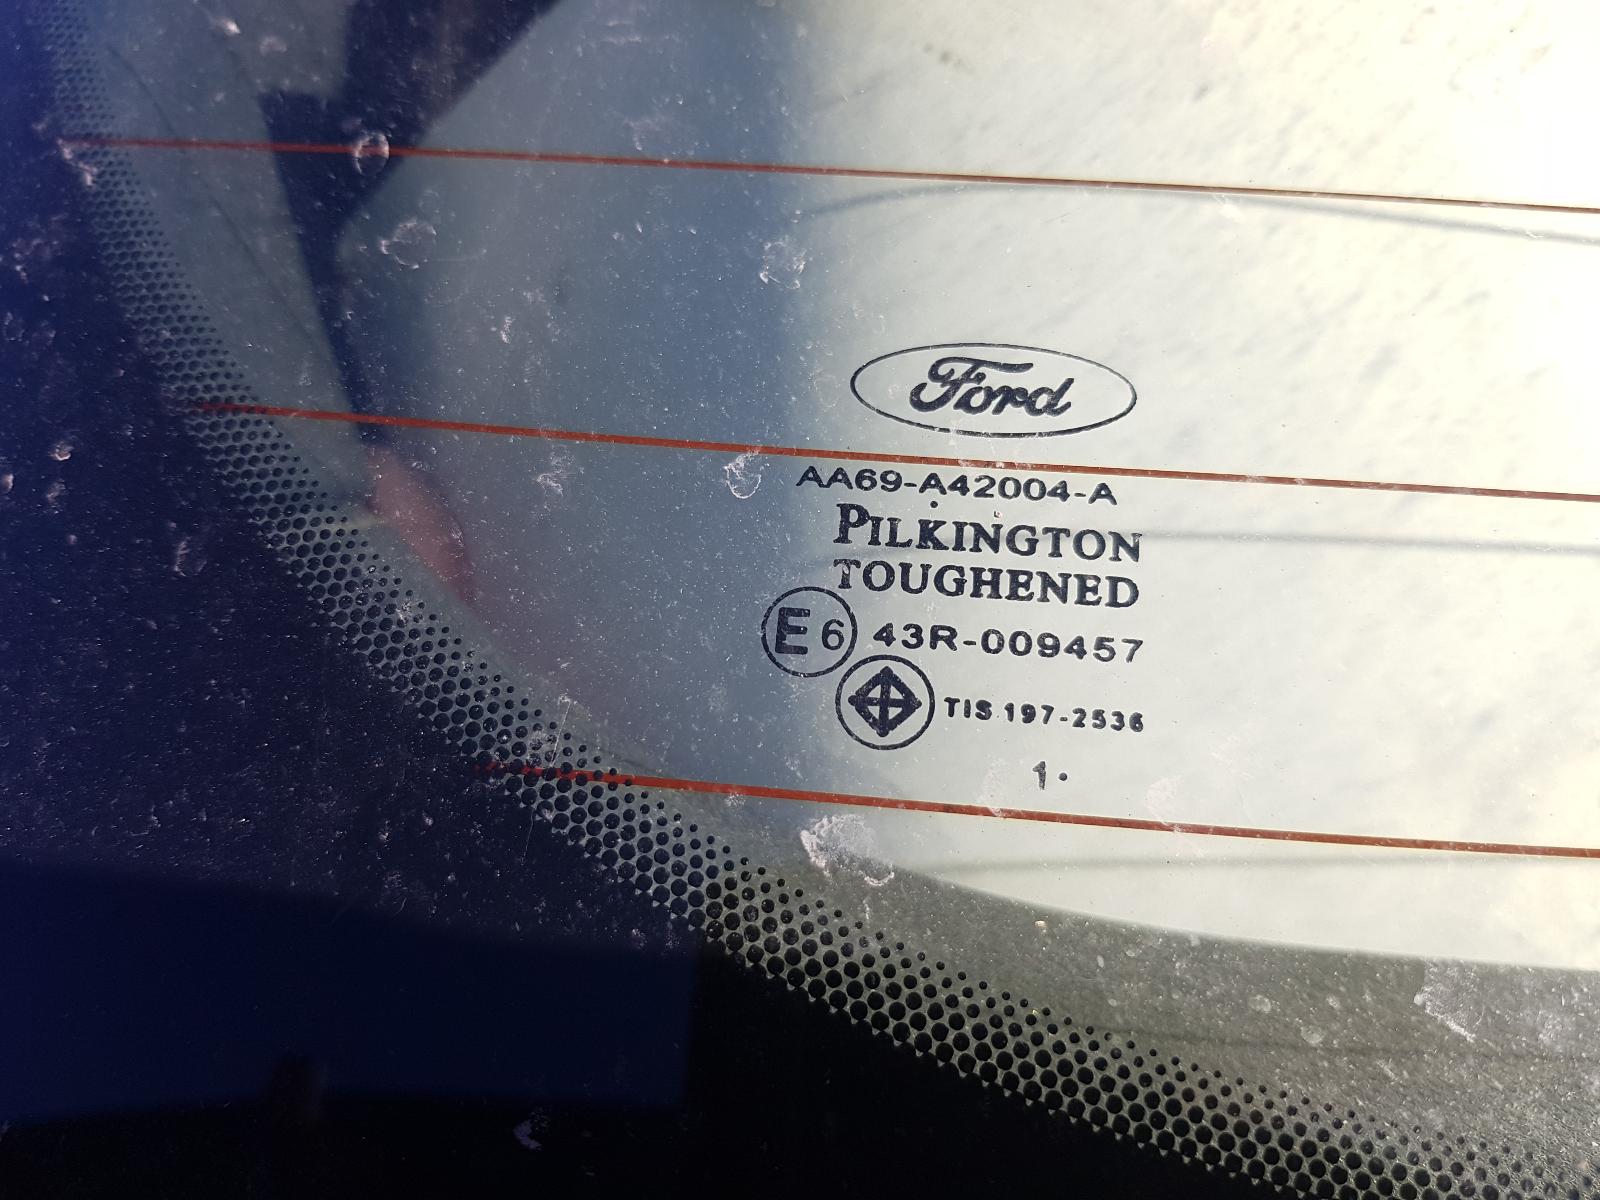 Ford
AA69-A42004-A
PILKINGTON
TOUGHENED
E6 43R-009457
TIS 197-2536
1.